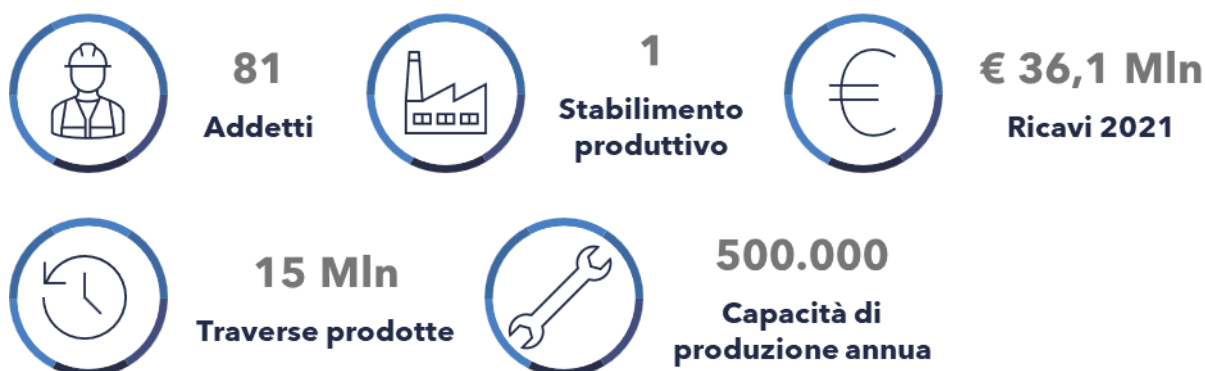 81
Addetti
1
Stabilimento
produttivo
€ 36,1 Mln
Ricavi 2021
15 Mln
Traverse prodotte
500.000
Capacità di
produzione annua